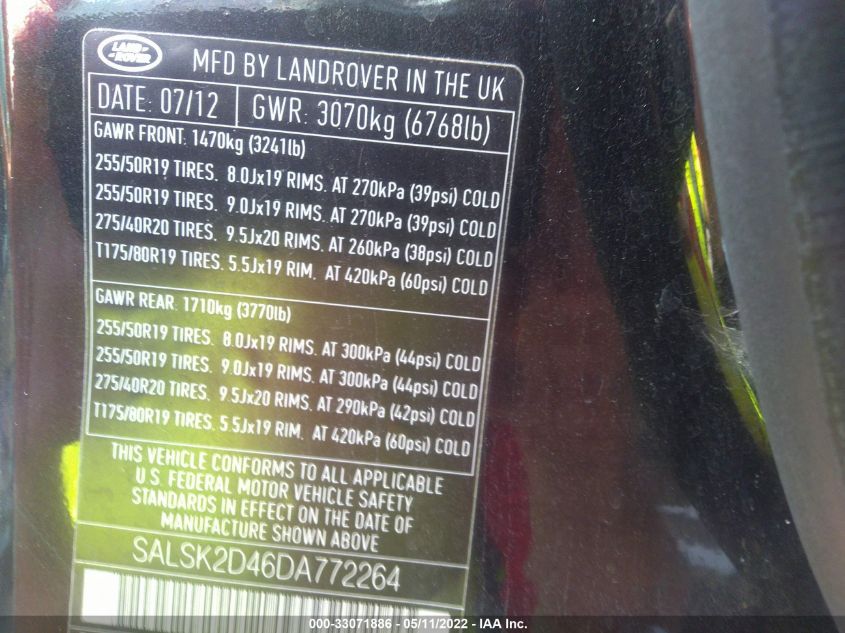 LAND
ROVER
MFD BY LANDROVER IN THE UK
DATE: 07/12 GWR: 3070kg (6768lb)
GAWR FRONT: 1470kg (3241lb)
255/50R19 TIRES. 8.0Jx19 RIMS. AT 270kPa (39psi) COLD
255/50R19 TIRES. 9.0Jx19 RIMS. AT 270kPa (39psi) COLD
275/40R20 TIRES. 9.5Jx20 RIMS. AT 260kPa (38psi) COLD
T175/80R19 TIRES. 5.5Jx19 RIM. AT 420kPa (60psi) COLD
GAWR REAR: 1710kg (3770lb)
255/50R19 TIRES. 8.0Jx19 RIMS. AT 300kPa (44psi) COLD
255/50R19 TIRES. 9.0Jx19 RIMS. AT 300kPa (44psi) COLD
275/40R20 TIRES. 9.5Jx20 RIMS. AT 290kPa (42psi) COLD
T175/80R19 TIRES. 5.5Jx19 RIM. AT 420kPa (60psi) COLD
THIS VEHICLE CONFORMS TO ALL APPLICABLE
U.S. FEDERAL MOTOR VEHICLE SAFETY
STANDARDS IN EFFECT ON THE DATE OF
MANUFACTURE SHOWN ABOVE
SALSK2D46DA772264
000-33071886 - 05/11/2022 - IAA Inc.